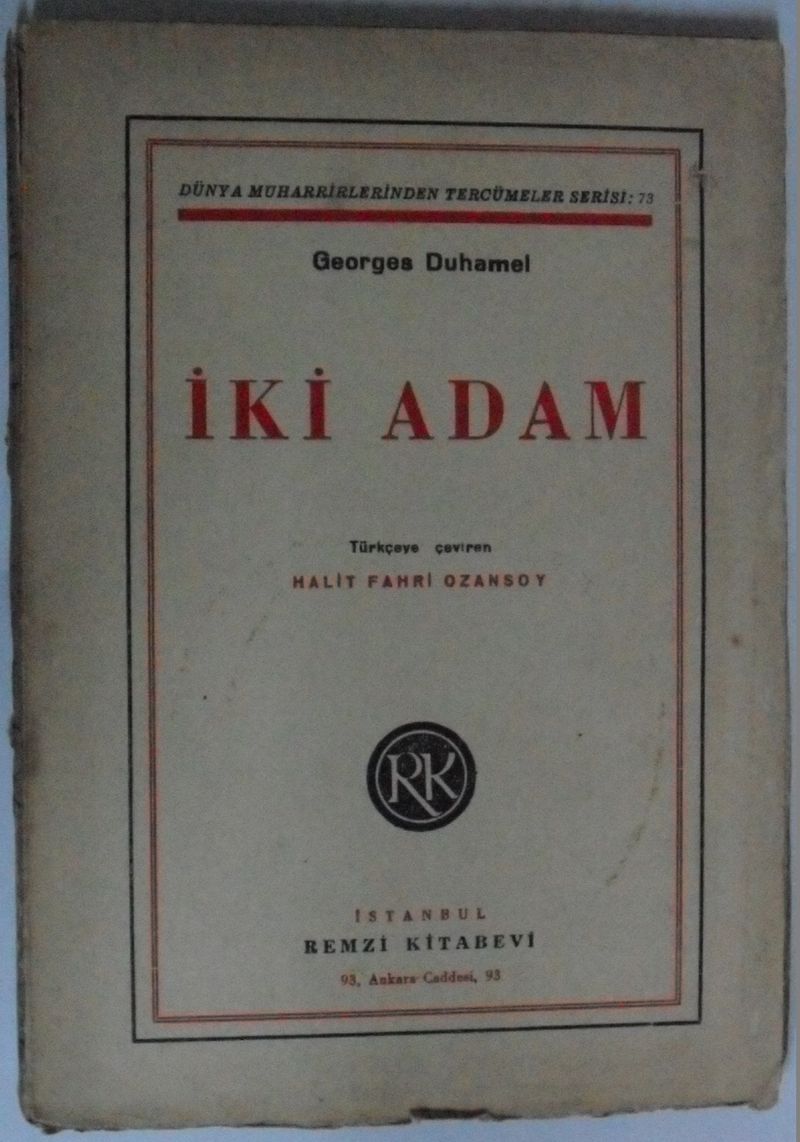 DÜNYA MUHARRİRLERİNDEN TERCÜMELER SERİSİ: 73
Georges Duhamel
İKİ ADAM
Türkçeye çeviren
HALİT FAHRİ OZANSOY
RK
İSTANBUL
REMZİ KİTABEVİ
93, Ankara Caddesi, 93